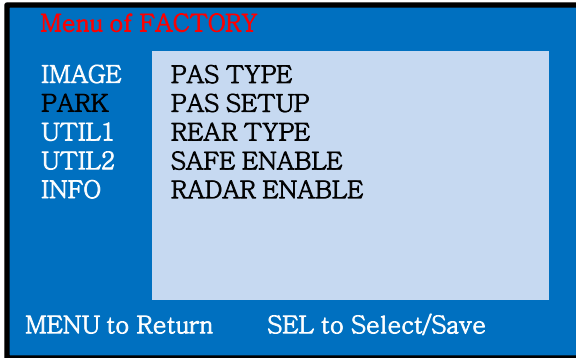 Menu of FACTORY
IMAGE PAS TYPE
PARK PAS SETUP
UTIL1 REAR TYPE
UTIL2 SAFE ENABLE
INFO RADAR ENABLE
MENU to Return SEL to Select/Save